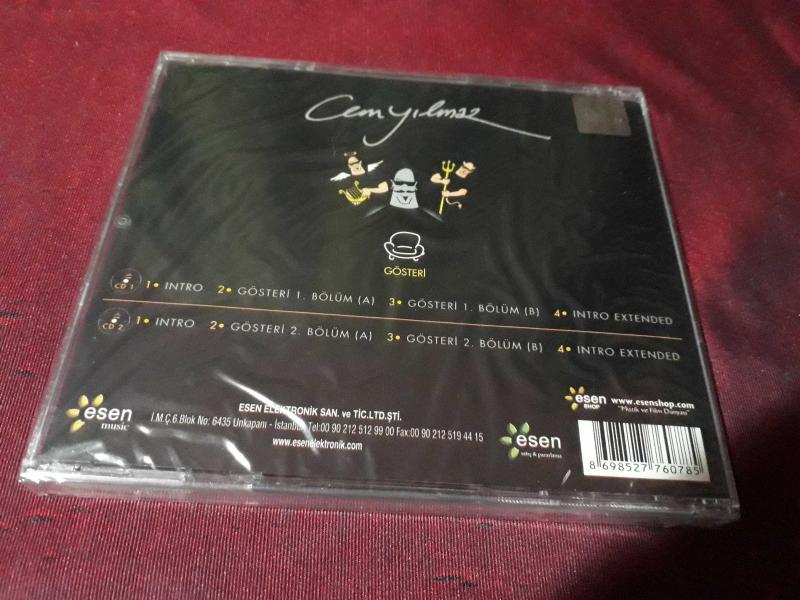 Cem Yılmaz
GÖSTERİ
CD 1 1• INTRO 2• GÖSTERİ 1. BÖLÜM (A) 3• GÖSTERİ 1. BÖLÜM (B) 4• INTRO EXTENDED
CD 2 1• INTRO 2• GÖSTERİ 2. BÖLÜM (A) 3• GÖSTERİ 2. BÖLÜM (B) 4• INTRO EXTENDED
esen music
ESEN ELEKTRONİK SAN. ve TİC.LTD.ŞTİ.
İ.M.Ç.6.Blok No: 6435 Unkapanı - İstanbul Tel:00 90 212 512 99 00 Fax:00 90 212 519 44 15
www.esenelektronik.com
esen
satış & pazarlama
esen SHOP
www.esenshop.com
"Müzik ve Film Dünyası"
8 698527 760785